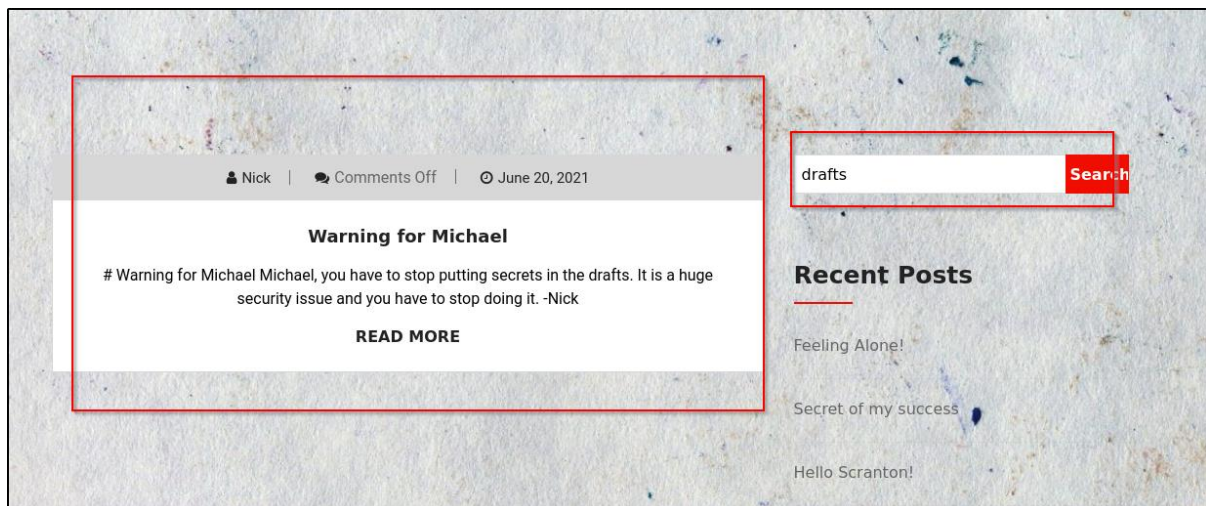 Nick | Comments Off | June 20, 2021
Warning for Michael
# Warning for Michael Michael, you have to stop putting secrets in the drafts. It is a huge
security issue and you have to stop doing it. -Nick
READ MORE
drafts
Search
Recent Posts
Feeling Alone!
Secret of my success
Hello Scranton!